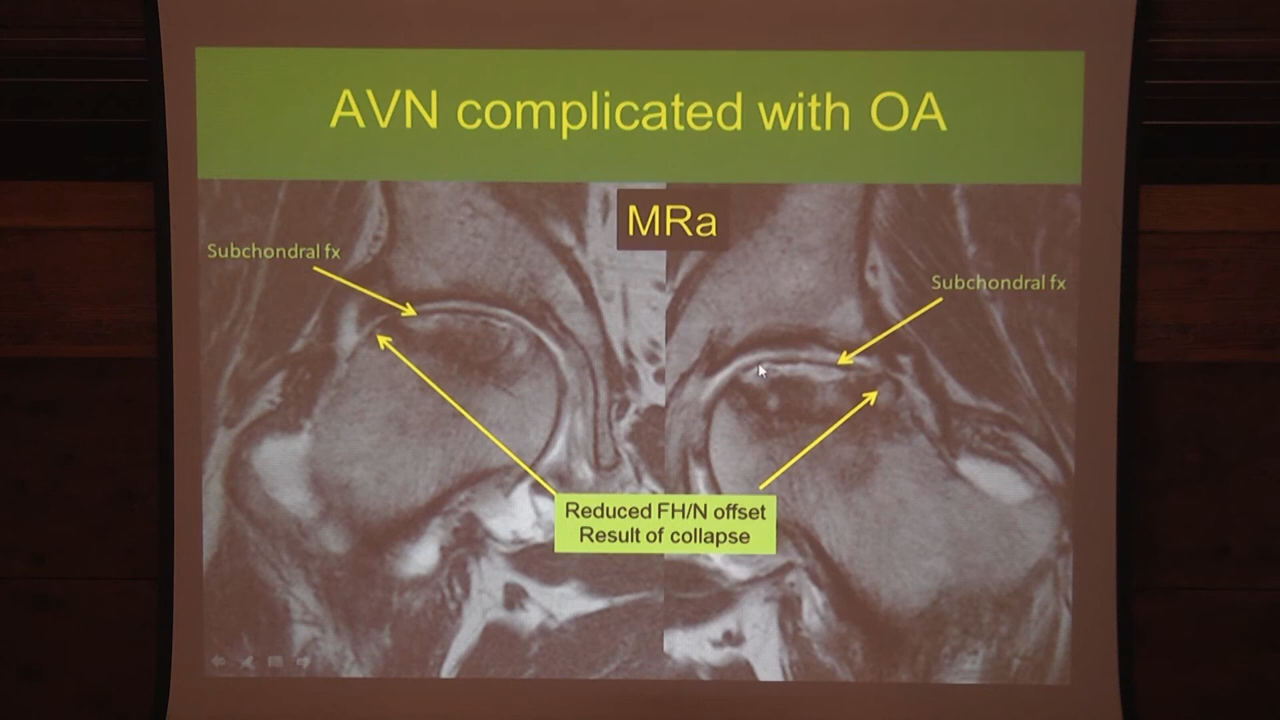 AVN complicated with OA
MRa
Subchondral fx
Subchondral fx
Reduced FH/N offset
Result of collapse